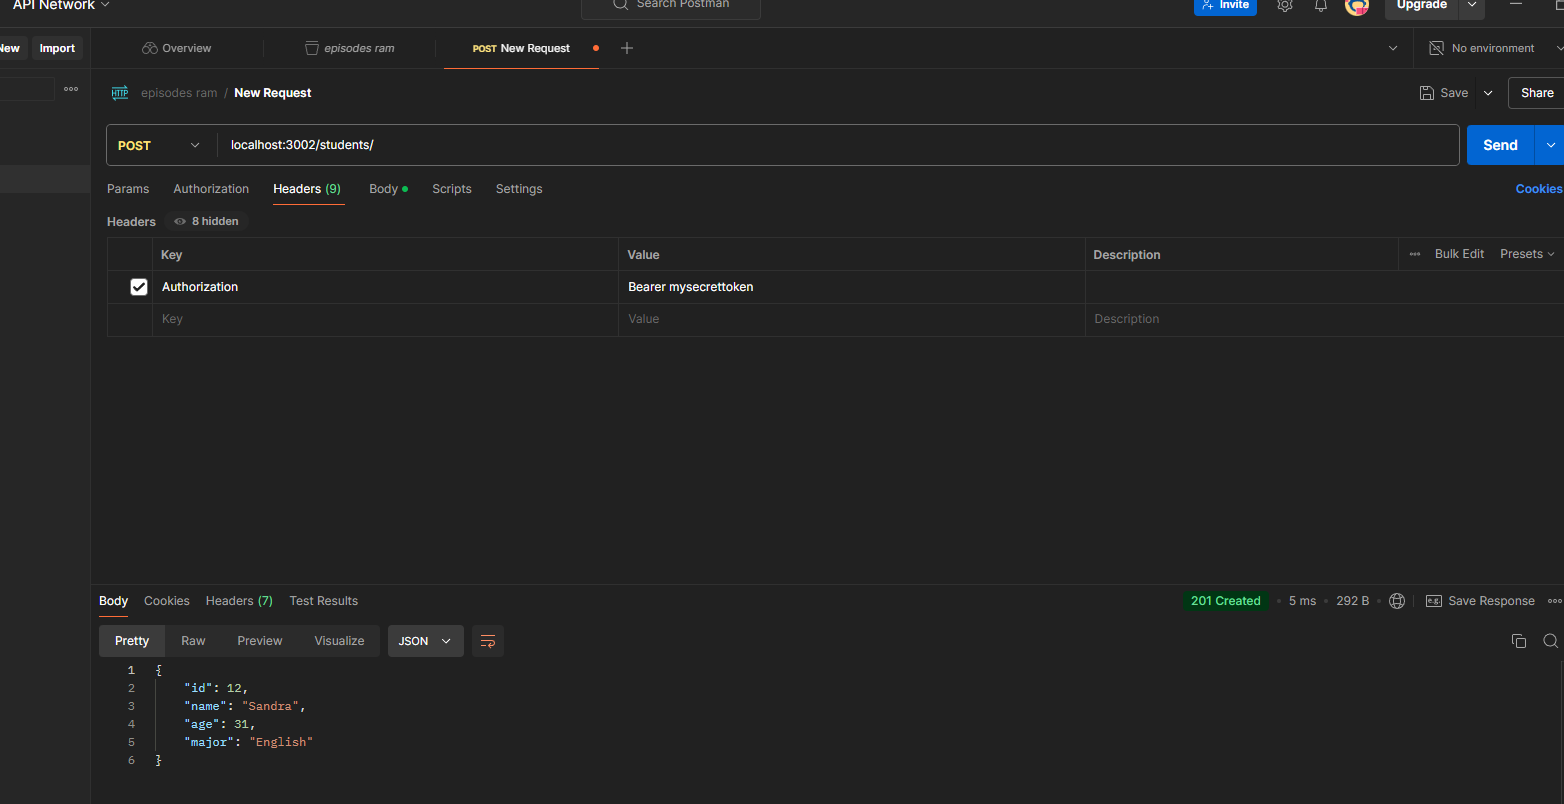 API Network
Search Postman
Invite
Upgrade
New
Import
Overview
episodes ram
POST New Request
No environment
HTTP
episodes ram / New Request
Save
Share
POST
localhost:3002/students/
Send
Params
Authorization
Headers (9)
Body
Scripts
Settings
Cookies
Headers
8 hidden
Key
Value
Description
Bulk Edit
Presets
Authorization
Bearer mysecrettoken
Key
Value
Description
Body
Cookies
Headers (7)
Test Results
201 Created
5 ms
292 B
e.g.
Save Response
Pretty
Raw
Preview
Visualize
JSON
1 {
2 "id": 12,
3 "name": "Sandra",
4 "age": 31,
5 "major": "English"
6 }